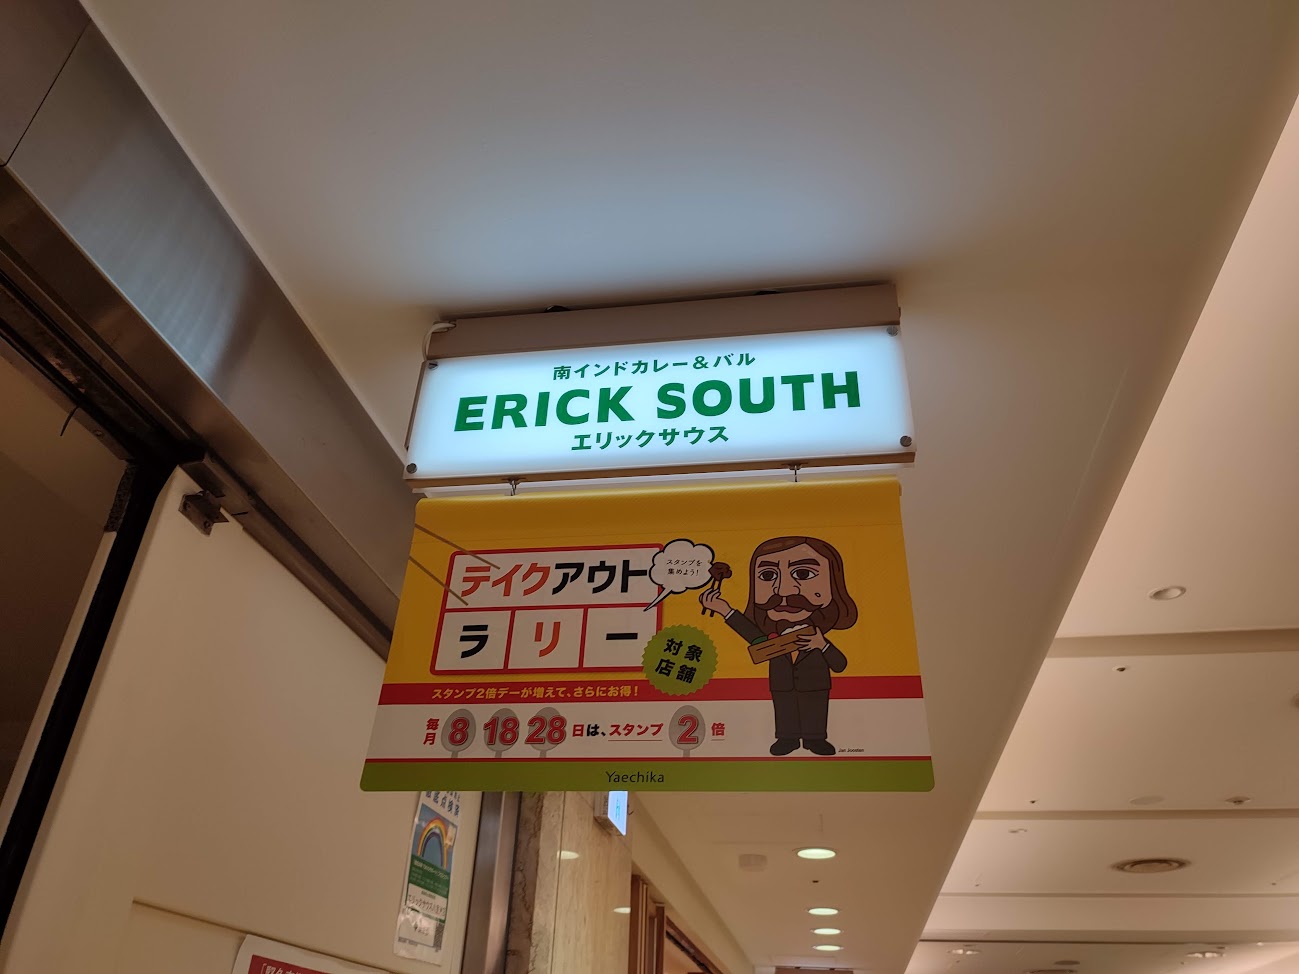 南インドカレー&バル
ERICK SOUTH
エリックサウス
テイクアウト
ラリー
スタンプを
集めよう!
対象
店舗
スタンプ2倍デーが増えて、さらにお得!
毎月 8 18 28 日は、スタンプ 2 倍
Jan Joosten
Yaechika